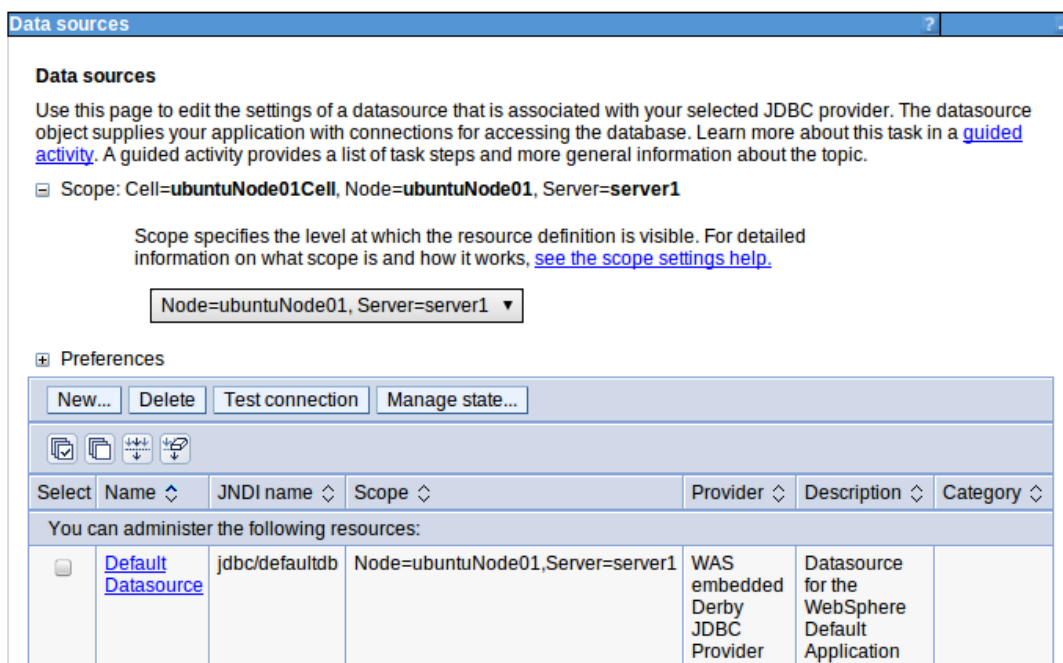 Data sources
?
Data sources
Use this page to edit the settings of a datasource that is associated with your selected JDBC provider. The datasource
object supplies your application with connections for accessing the database. Learn more about this task in a guided
activity. A guided activity provides a list of task steps and more general information about the topic.
Scope: Cell=ubuntuNode01Cell, Node=ubuntuNode01, Server=server1
Scope specifies the level at which the resource definition is visible. For detailed
information on what scope is and how it works, see the scope settings help.
Node=ubuntuNode01, Server=server1
Preferences
New... Delete Test connection Manage state...
Select Name JNDI name Scope Provider Description Category
You can administer the following resources:
Default jdbc/defaultdb Node=ubuntuNode01,Server=server1 WAS Datasource
Datasource embedded for the
Derby WebSphere
JDBC Default
Provider Application